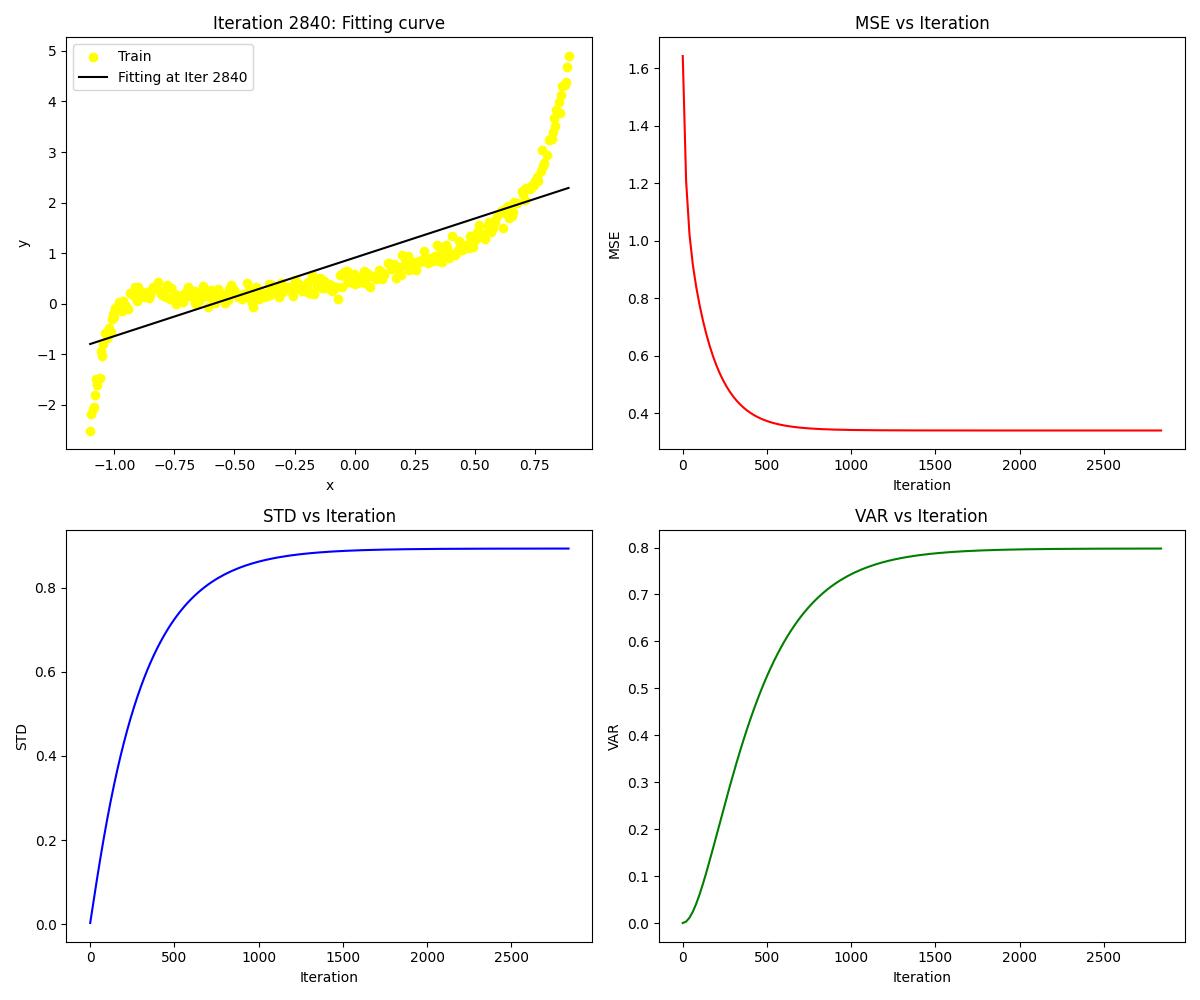 Iteration 2840: Fitting curve
Train
Fitting at Iter 2840
5
4
3
2
1
0
−1
−2
y
−1.00 −0.75 −0.50 −0.25 0.00 0.25 0.50 0.75
x
MSE vs Iteration
1.6
1.4
1.2
1.0
0.8
0.6
0.4
MSE
0 500 1000 1500 2000 2500
Iteration
STD vs Iteration
0.8
0.6
0.4
0.2
0.0
STD
0 500 1000 1500 2000 2500
Iteration
VAR vs Iteration
0.8
0.7
0.6
0.5
0.4
0.3
0.2
0.1
0.0
VAR
0 500 1000 1500 2000 2500
Iteration